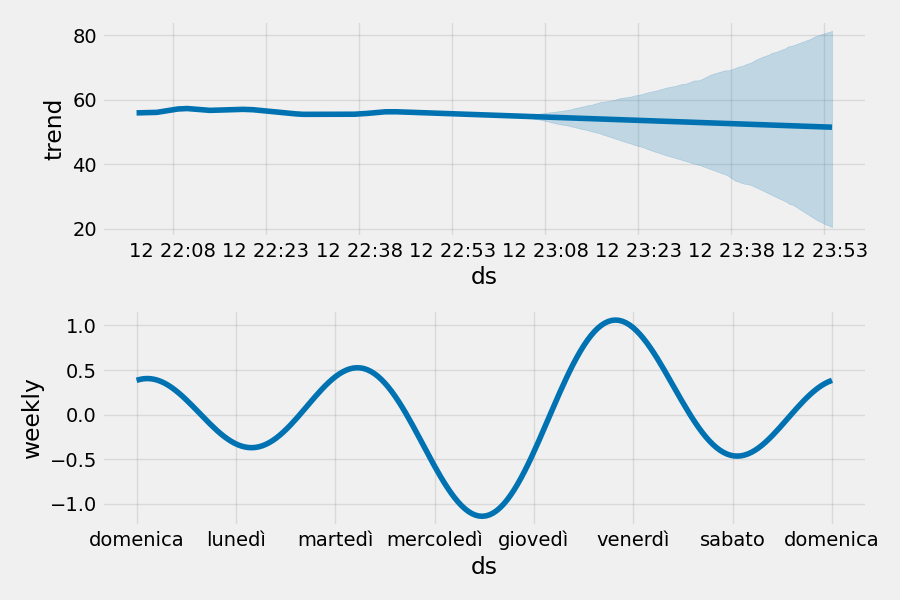 80
60
40
20
trend
12 22:08 12 22:23 12 22:38 12 22:53 12 23:08 12 23:23 12 23:38 12 23:53
ds
1.0
0.5
0.0
−0.5
−1.0
weekly
domenica lunedì martedì mercoledì giovedì venerdì sabato domenica
ds